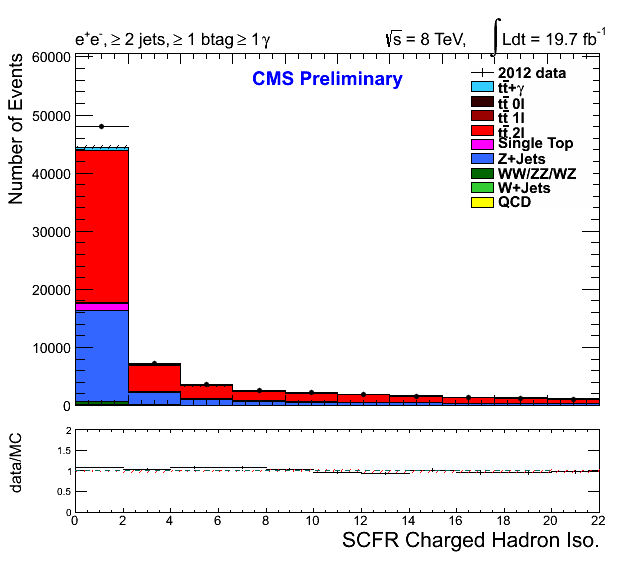 e⁺e⁻, ≥ 2 jets, ≥ 1 btag ≥ 1 γ
√s = 8 TeV, ∫ Ldt = 19.7 fb⁻¹
CMS Preliminary
2012 data
tt̄+γ
tt̄ 0l
tt̄ 1l
tt̄ 2l
Single Top
Z+Jets
WW/ZZ/WZ
W+Jets
QCD
Number of Events
60000
50000
40000
30000
20000
10000
0
data/MC
2
1.5
1
0.5
0
0 2 4 6 8 10 12 14 16 18 20 22
SCFR Charged Hadron Iso.